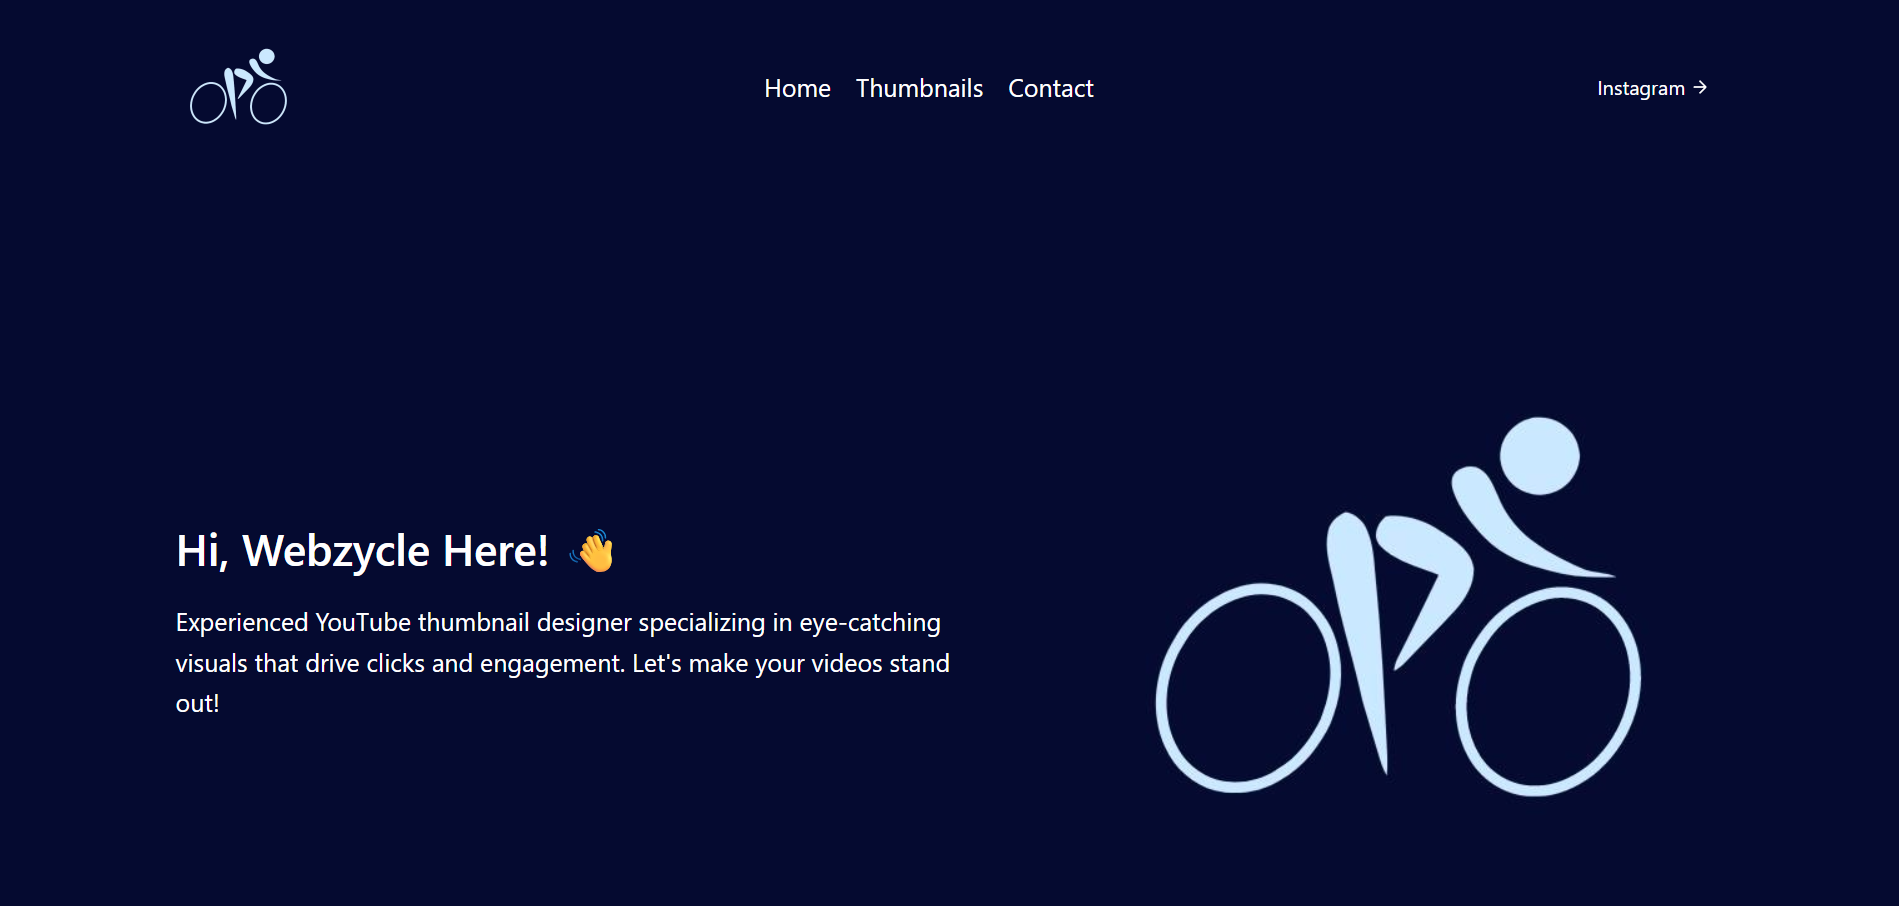 Home Thumbnails Contact Instagram →
Hi, Webzycle Here! 👋
Experienced YouTube thumbnail designer specializing in eye-catching
visuals that drive clicks and engagement. Let's make your videos stand
out!